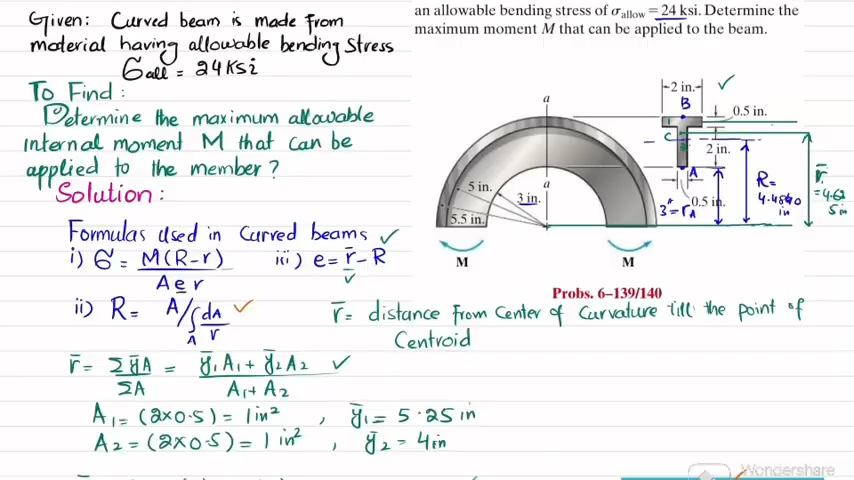 an allowable bending stress of σallow = 24 ksi. Determine the
maximum moment M that can be applied to the beam.
Given: Curved beam is made from
material having allowable bending Stress
σall = 24 Ksi
To Find:
Determine the maximum allowable
internal moment M that can be
applied to the member?
Solution:
Formulas used in Curved beams
i) σ = M(R-r) / A e r
iii) e = r̄ - R
ii) R = A / ∫A dA/r
r̄ = Σ ȳA / ΣA = ȳ1 A1 + ȳ2 A2 / A1 + A2
A1 = (2×0.5) = 1 in² , ȳ1 = 5.25 in
A2 = (2×0.5) = 1 in² , ȳ2 = 4in
2 in.
B
0.5 in.
a
C
2 in.
A
5 in.
3 in.
a
0.5 in.
5.5 in.
3" = rA
R =
4.4840
in
r̄
= 4.62
5 in
M
M
Probs. 6–139/140
r̄ = distance from Center of Curvature till the point of
Centroid
Wondershare